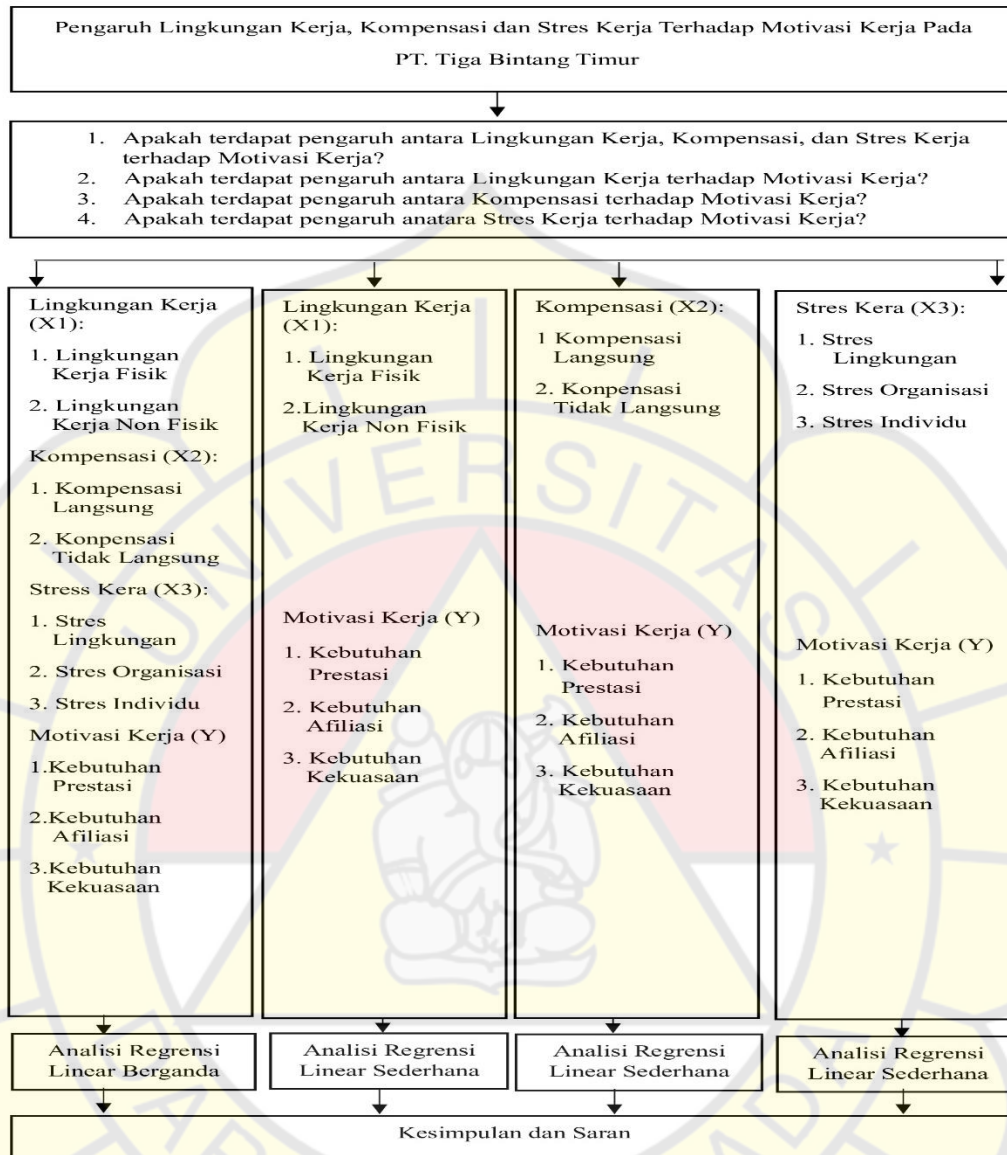 Pengaruh Lingkungan Kerja, Kompensasi dan Stres Kerja Terhadap Motivasi Kerja Pada
PT. Tiga Bintang Timur
1. Apakah terdapat pengaruh antara Lingkungan Kerja, Kompensasi, dan Stres Kerja
terhadap Motivasi Kerja?
2. Apakah terdapat pengaruh antara Lingkungan Kerja terhadap Motivasi Kerja?
3. Apakah terdapat pengaruh antara Kompensasi terhadap Motivasi Kerja?
4. Apakah terdapat pengaruh anatara Stres Kerja terhadap Motivasi Kerja?
Lingkungan Kerja
(X1):
1. Lingkungan
Kerja Fisik
2. Lingkungan
Kerja Non Fisik
Kompensasi (X2):
1. Kompensasi
Langsung
2. Konpensasi
Tidak Langsung
Stress Kera (X3):
1. Stres
Lingkungan
2. Stres Organisasi
3. Stres Individu
Motivasi Kerja (Y)
1.Kebutuhan
Prestasi
2.Kebutuhan
Afiliasi
3.Kebutuhan
Kekuasaan
Lingkungan Kerja
(X1):
1. Lingkungan
Kerja Fisik
2.Lingkungan
Kerja Non Fisik
Motivasi Kerja (Y)
1. Kebutuhan
Prestasi
2. Kebutuhan
Afiliasi
3. Kebutuhan
Kekuasaan
Kompensasi (X2):
1 Kompensasi
Langsung
2. Konpensasi
Tidak Langsung
Motivasi Kerja (Y)
1. Kebutuhan
Prestasi
2. Kebutuhan
Afiliasi
3. Kebutuhan
Kekuasaan
Stres Kera (X3):
1. Stres
Lingkungan
2. Stres Organisasi
3. Stres Individu
Motivasi Kerja (Y)
1. Kebutuhan
Prestasi
2. Kebutuhan
Afiliasi
3. Kebutuhan
Kekuasaan
Analisi Regrensi
Linear Berganda
Analisi Regrensi
Linear Sederhana
Analisi Regrensi
Linear Sederhana
Analisi Regrensi
Linear Sederhana
Kesimpulan dan Saran
UNIVERSITAS